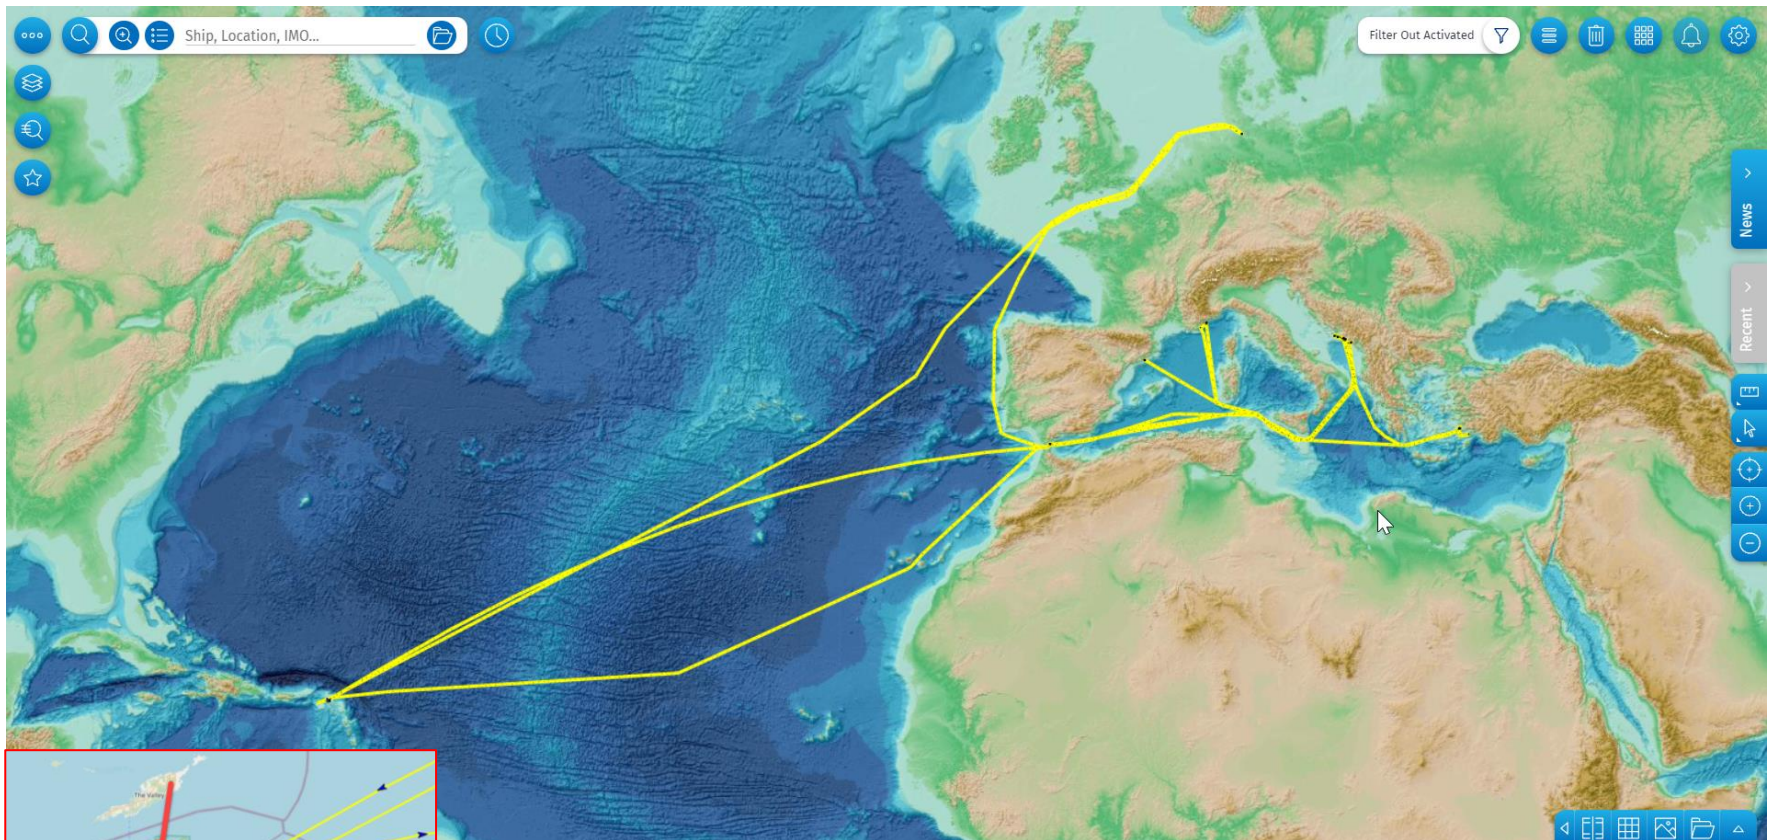 Ship, Location, IMO...
Filter Out Activated
News
Recent
The Valley